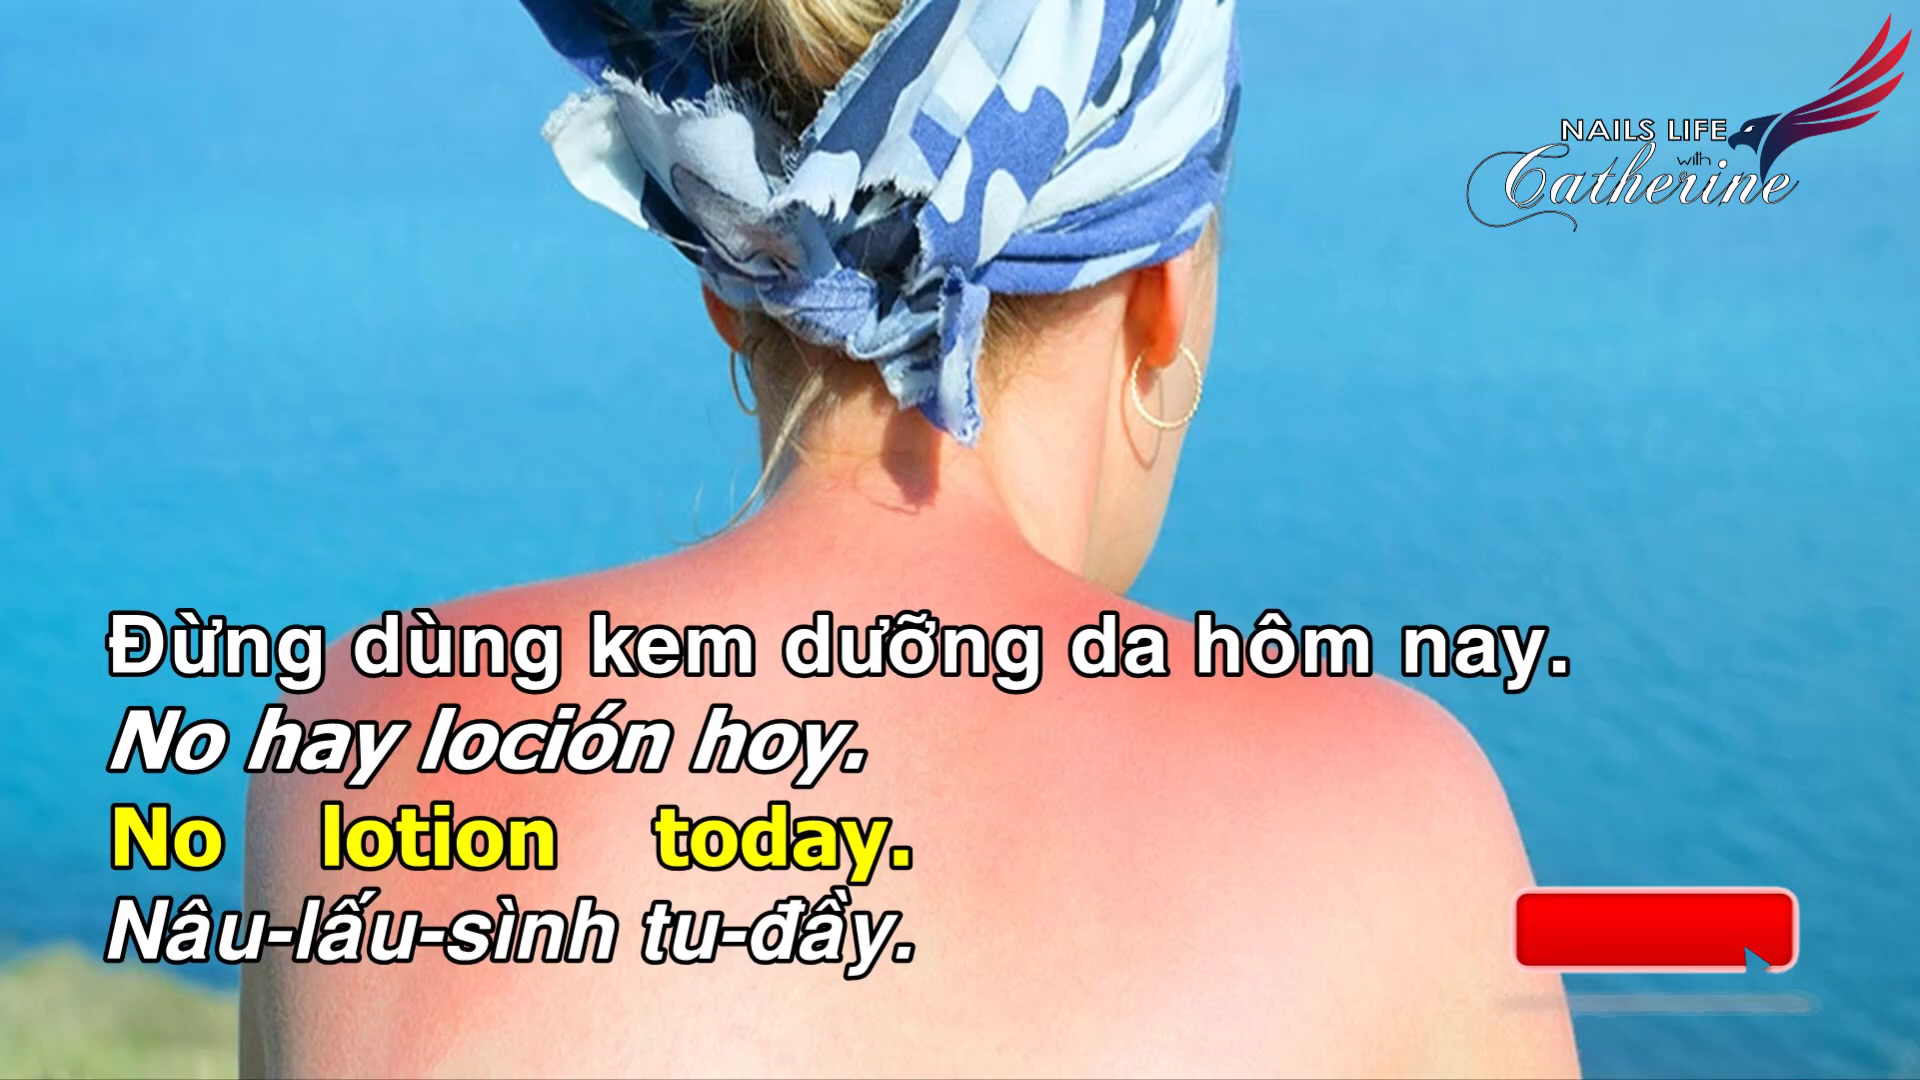 NAILS LIFE
with
Catherine
Đừng dùng kem dưỡng da hôm nay.
No hay loción hoy.
No lotion today.
Nâu-lấu-sình tu-đầy.